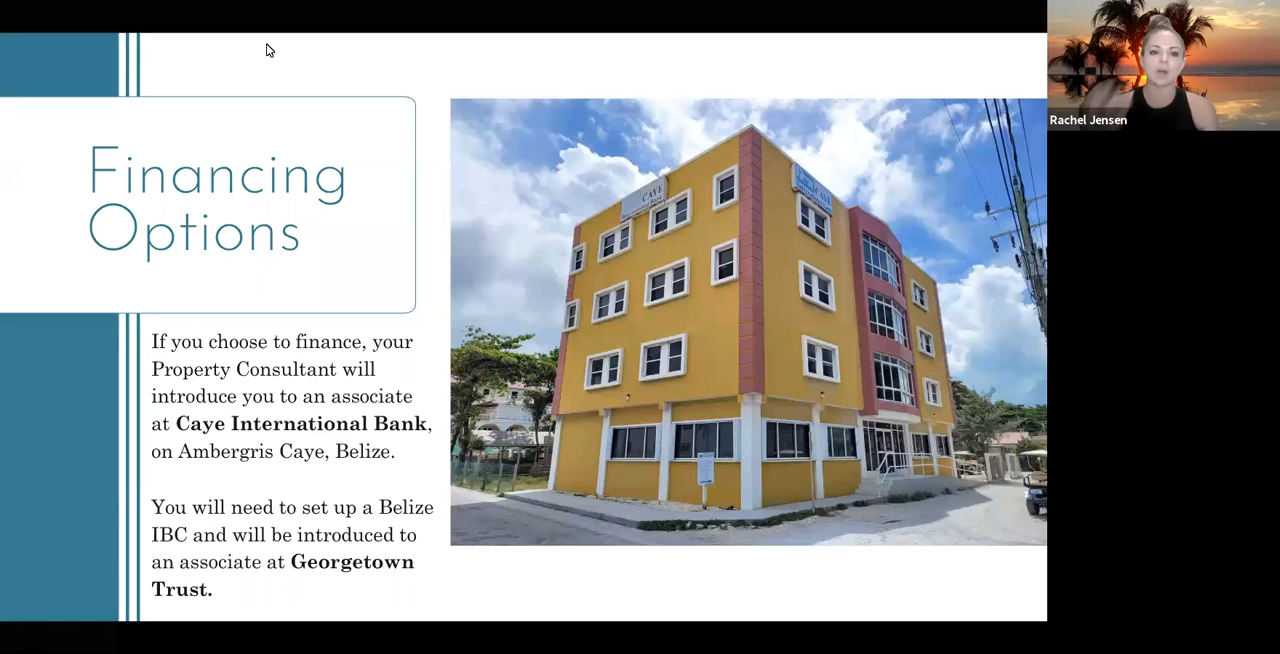 Financing
Options
If you choose to finance, your
Property Consultant will
introduce you to an associate
at Caye International Bank,
on Ambergris Caye, Belize.
You will need to set up a Belize
IBC and will be introduced to
an associate at Georgetown
Trust.
CAYE
CAYE
Rachel Jensen